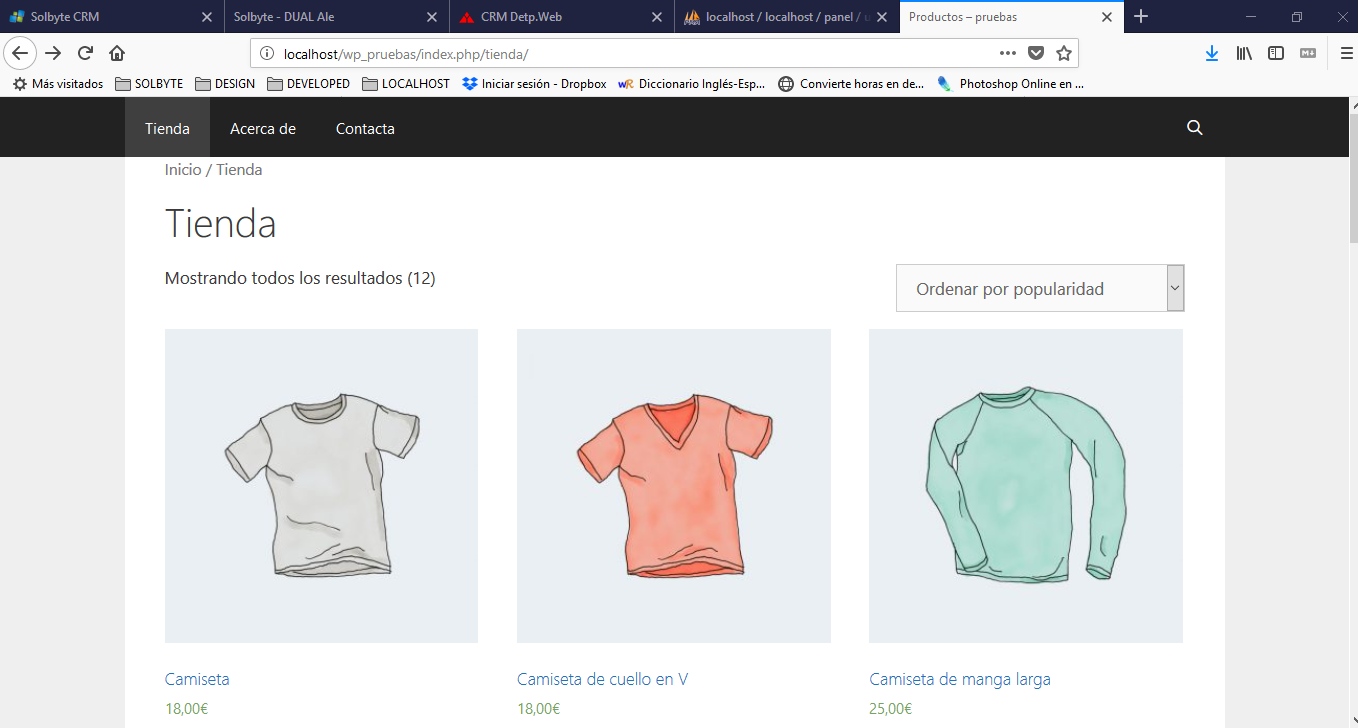 Solbyte CRM
Solbyte - DUAL Ale
CRM Detp.Web
localhost / localhost / panel / u
Productos – pruebas
localhost/wp_pruebas/index.php/tienda/
Más visitados SOLBYTE DESIGN DEVELOPED LOCALHOST Iniciar sesión - Dropbox WR Diccionario Inglés-Esp... Convierte horas en de... Photoshop Online en ...
Tienda Acerca de Contacta
Inicio / Tienda
Tienda
Mostrando todos los resultados (12)
Ordenar por popularidad
Camiseta
18,00€
Camiseta de cuello en V
18,00€
Camiseta de manga larga
25,00€